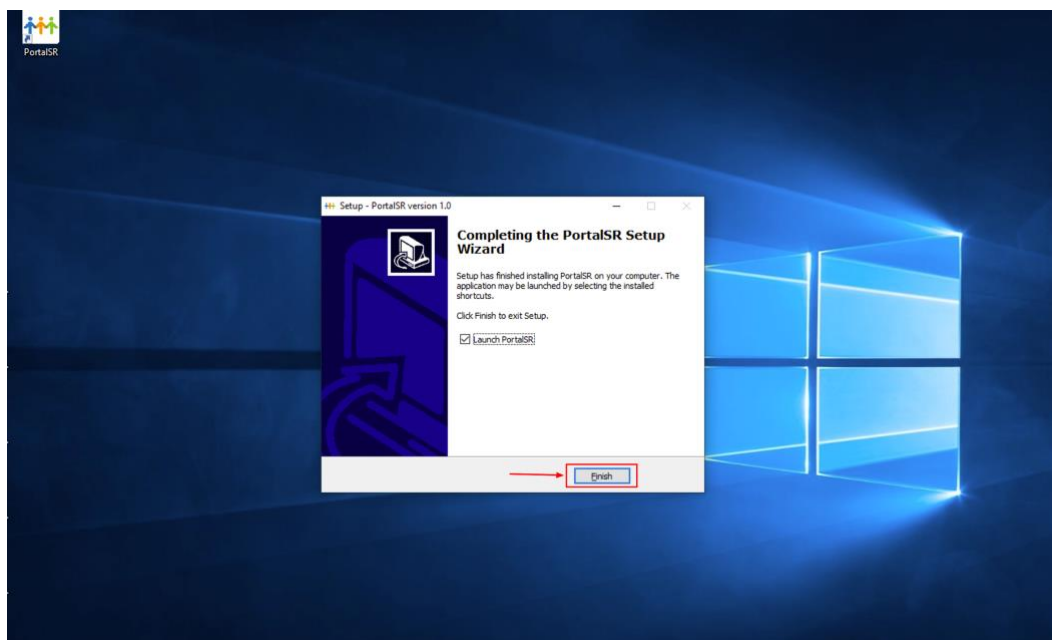 PortalSR
Setup - PortalSR version 1.0
Completing the PortalSR Setup
Wizard
Setup has finished installing PortalSR on your computer. The
application may be launched by selecting the installed
shortcuts.
Click Finish to exit Setup.
Launch PortalSR
Finish